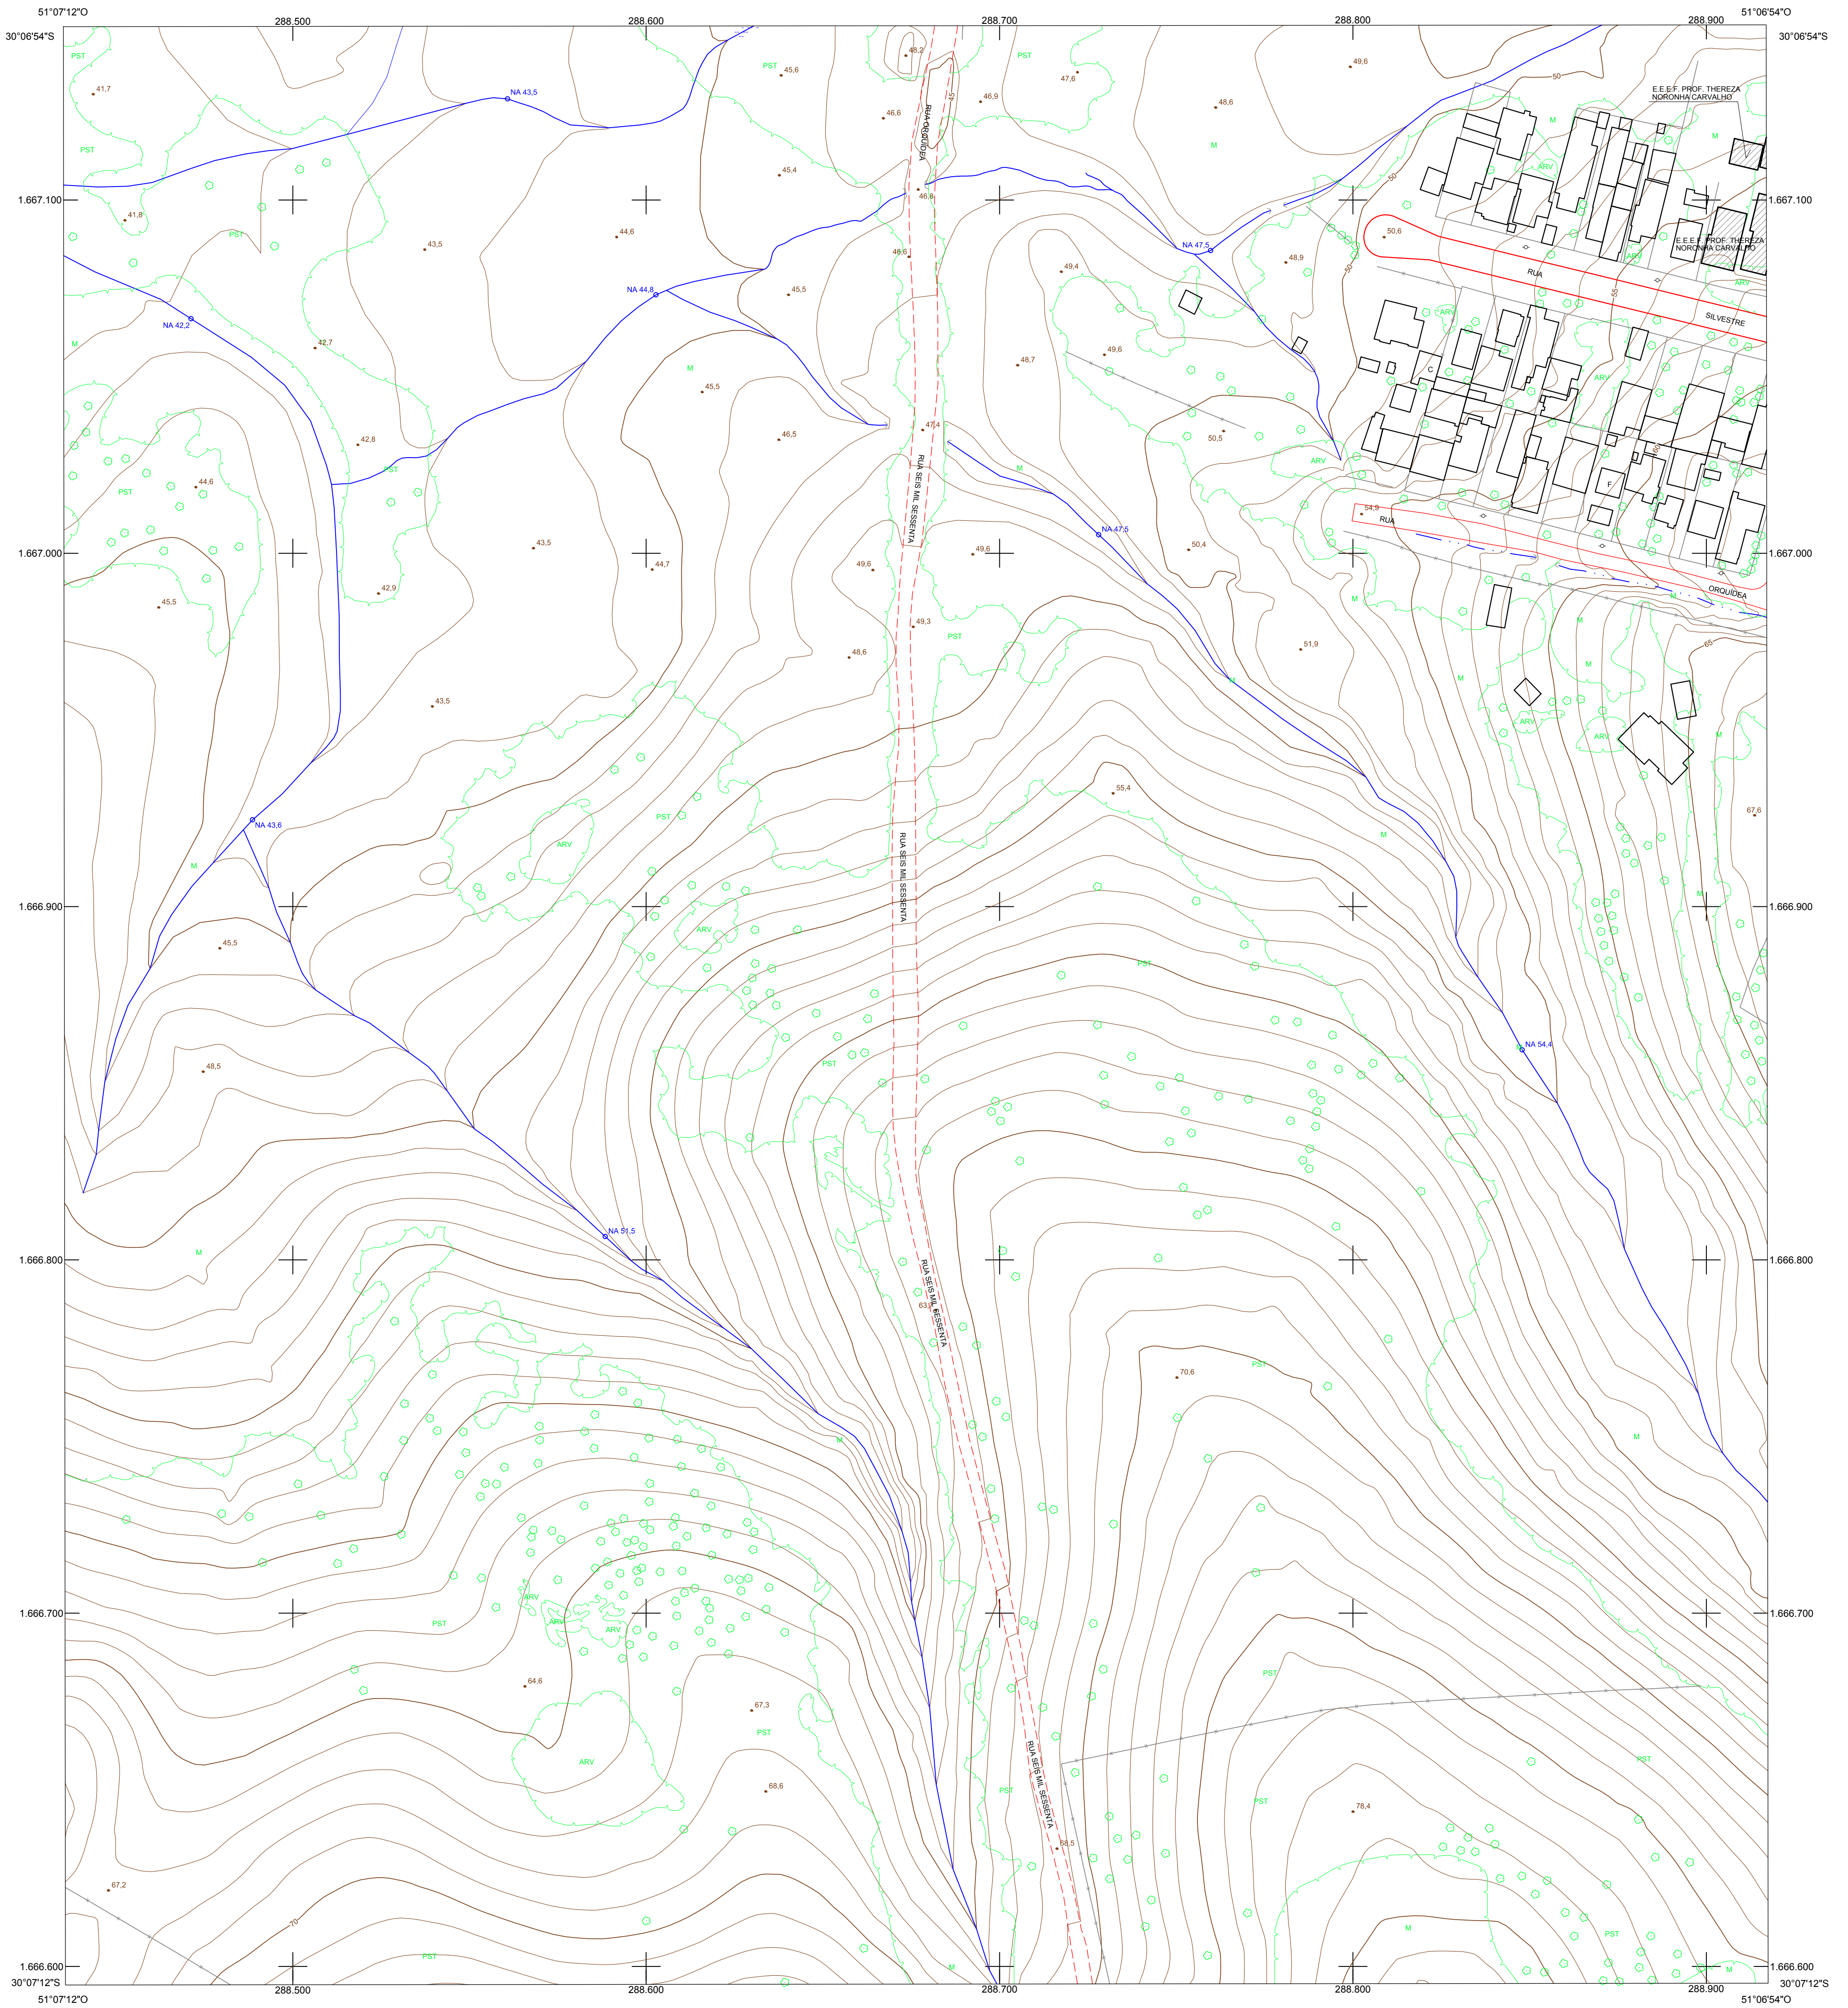 51°07'12"O
288.500
288.600
288.700
288.800
288.900
51°06'54"O
30°06'54"S
30°06'54"S
PST
48,2
PST
PST
45,6
47,6
49,6
50
41,7
NA 43,5
46,9
45
48,6
E.E.E.F. PROF. THEREZA
NORONHA CARVALHO
46,6
RUA ORQUÍDEA
M
M
M
PST
ARV
45,4
50
46,6
1.667.100
1.667.100
41,8
PST
44,6
43,5
50,6
NA 47,5
E.E.E.F. PROF. THEREZA
NORONHA CARVALHO
46,6
ARV
48,9
49,4
50
RUA
ARV
NA 44,8
45,5
55
NA 42,2
ARV
SILVESTRE
M
42,7
49,6
48,7
M
C
ARV
45,5
47,4
46,5
50,5
42,8
60
PST
M
ARV
RUA SEIS MIL SESSENTA
44,6
PST
F
54,9
RUA
NA 47,5
43,5
50,4
1.667.000
1.667.000
49,6
49,6
44,7
42,9
ORQUÍDEA
M
M
45,5
M
49,3
PST
65
51,9
48,6
M
M
M
43,5
ARV
ARV
M
55,4
67,6
PST
NA 43,6
M
ARV
RUA SEIS MIL SESSENTA
M
M
1.666.900
1.666.900
ARV
45,5
PST
NA 54,4
48,5
PST
NA 51,5
M
1.666.800
1.666.800
RUA SEIS MIL SESSENTA
PST
70,6
M
M
ARV
1.666.700
1.666.700
PST
ARV
ARV
PST
64,6
67,3
PST
PST
ARV
RUA SEIS MIL SESSENTA
68,6
PST
PST
78,4
68,5
67,2
70
M
PST
PST
M
M
1.666.600
1.666.600
30°07'12"S
30°07'12"S
288.500
288.600
288.700
288.800
288.900
51°07'12"O
51°06'54"O